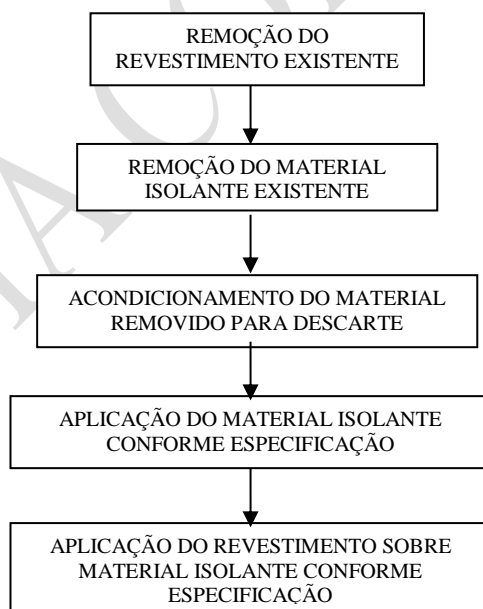 REMOÇÃO DO
REVESTIMENTO EXISTENTE
REMOÇÃO DO MATERIAL
ISOLANTE EXISTENTE
ACONDICIONAMENTO DO MATERIAL
REMOVIDO PARA DESCARTE
APLICAÇÃO DO MATERIAL ISOLANTE
CONFORME ESPECIFICAÇÃO
APLICAÇÃO DO REVESTIMENTO SOBRE
MATERIAL ISOLANTE CONFORME
ESPECIFICAÇÃO